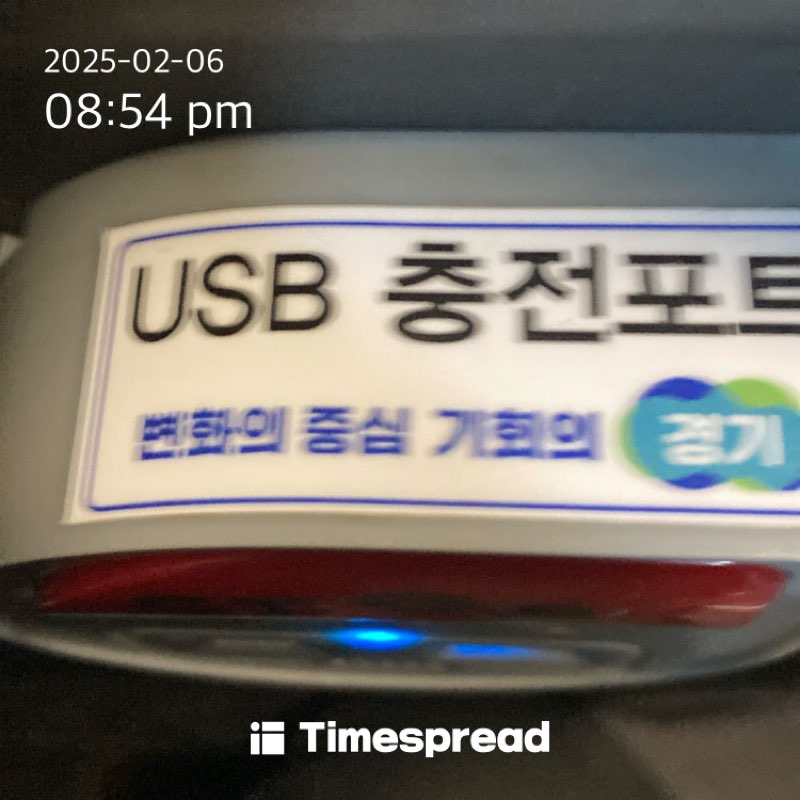 2025-02-06
08:54 pm
USB 충전포트
변화의 중심 기회의 경기
Timespread